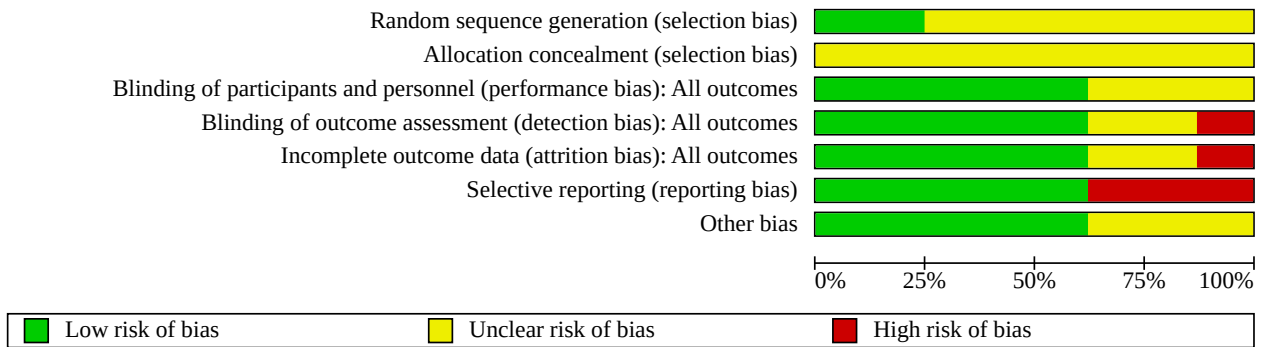 Random sequence generation (selection bias)
Allocation concealment (selection bias)
Blinding of participants and personnel (performance bias): All outcomes
Blinding of outcome assessment (detection bias): All outcomes
Incomplete outcome data (attrition bias): All outcomes
Selective reporting (reporting bias)
Other bias
0% 25% 50% 75% 100%
Low risk of bias Unclear risk of bias High risk of bias